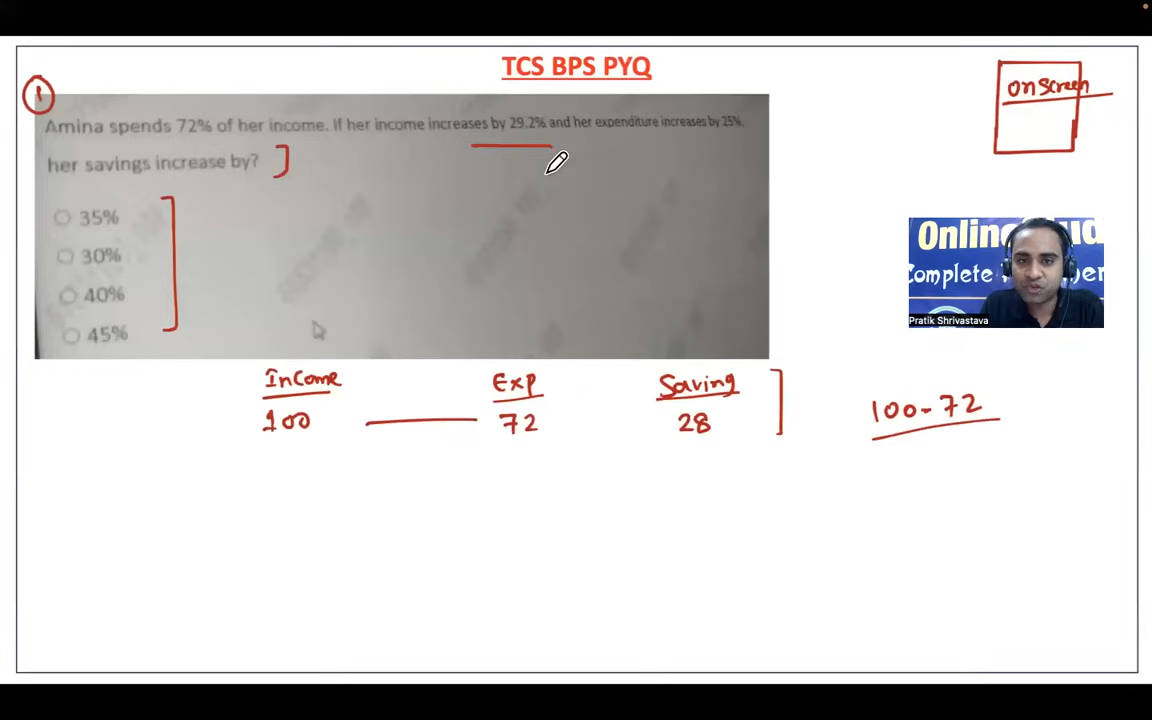 TCS BPS PYQ
1
onscreen
Amina spends 72% of her income. If her income increases by 29.2% and her expenditure increases by 25%,
her savings increase by?
35%
30%
40%
45%
Pratik Shrivastava
Income Exp Saving
100 72 28
100-72